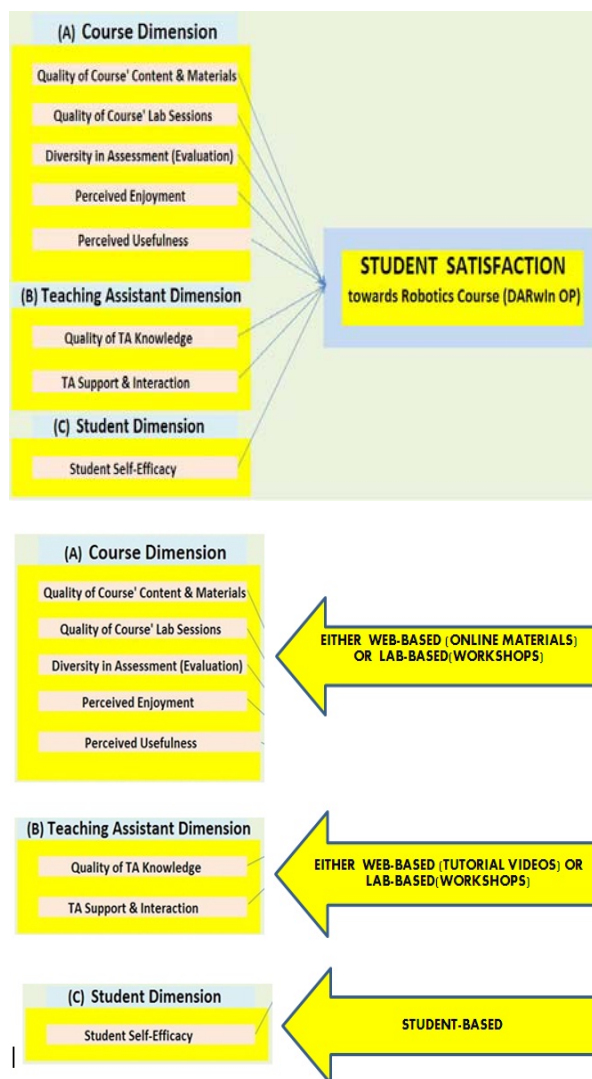 (A) Course Dimension
Quality of Course' Content & Materials
Quality of Course' Lab Sessions
Diversity in Assessment (Evaluation)
Perceived Enjoyment
Perceived Usefulness
(B) Teaching Assistant Dimension
Quality of TA Knowledge
TA Support & Interaction
(C) Student Dimension
Student Self-Efficacy
STUDENT SATISFACTION
towards Robotics Course (DARwIn OP)
(A) Course Dimension
Quality of Course' Content & Materials
Quality of Course' Lab Sessions
Diversity in Assessment (Evaluation)
Perceived Enjoyment
Perceived Usefulness
EITHER WEB-BASED (ONLINE MATERIALS)
OR LAB-BASED(WORKSHOPS)
(B) Teaching Assistant Dimension
Quality of TA Knowledge
TA Support & Interaction
EITHER WEB-BASED (TUTORIAL VIDEOS) OR
LAB-BASED(WORKSHOPS)
(C) Student Dimension
Student Self-Efficacy
STUDENT-BASED